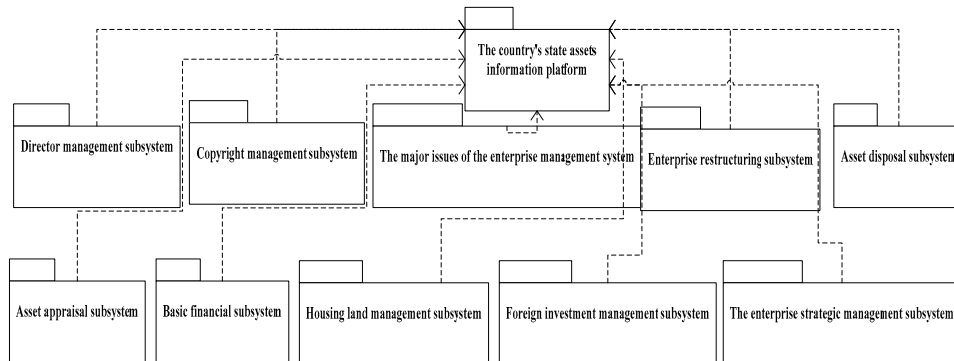 The country's state assets
information platform
Director management subsystem
Copyright management subsystem
The major issues of the enterprise management system
Enterprise restructuring subsystem
Asset disposal subsystem
Asset appraisal subsystem
Basic financial subsystem
Housing land management subsystem
Foreign investment management subsystem
The enterprise strategic management subsystem